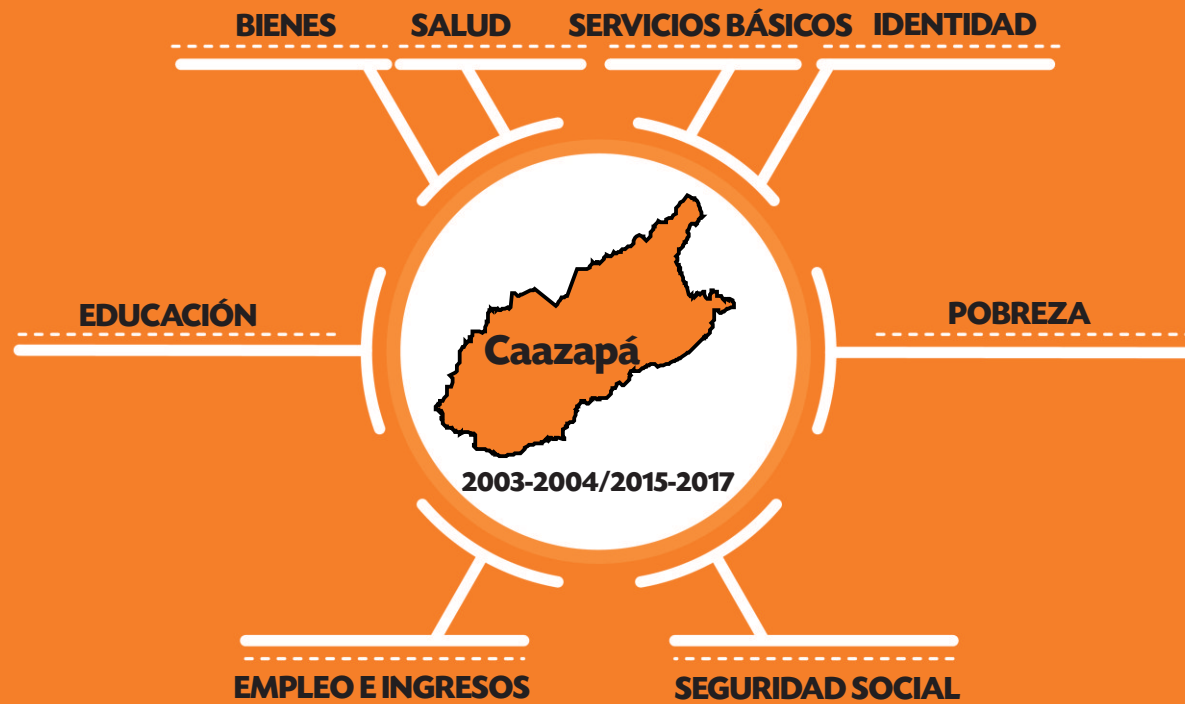 BIENES
SALUD
SERVICIOS BÁSICOS
IDENTIDAD
EDUCACIÓN
POBREZA
Caazapá
2003-2004/2015-2017
EMPLEO E INGRESOS
SEGURIDAD SOCIAL